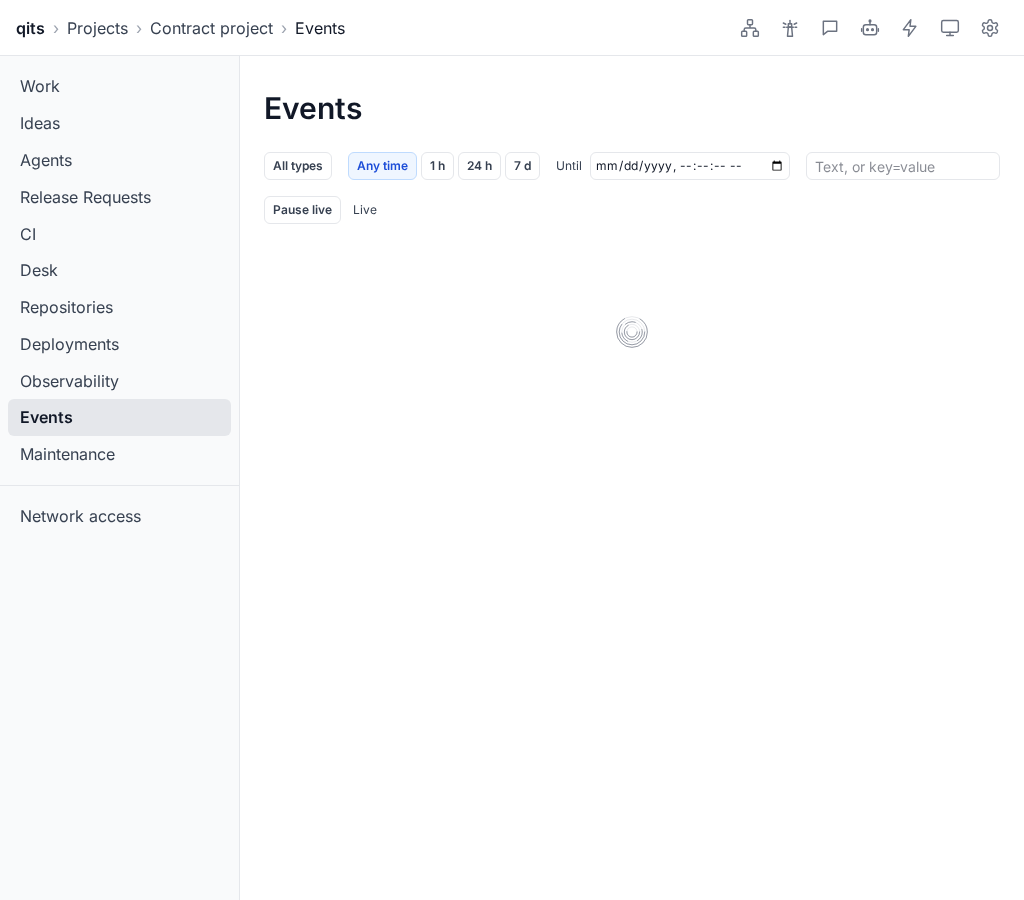 qits › Projects › Contract project › Events
Work
Ideas
Agents
Release Requests
CI
Desk
Repositories
Deployments
Observability
Events
Maintenance
Network access
Events
All types Any time 1 h 24 h 7 d Until mm/dd/yyyy, --:--:-- -- Text, or key=value
Pause live Live